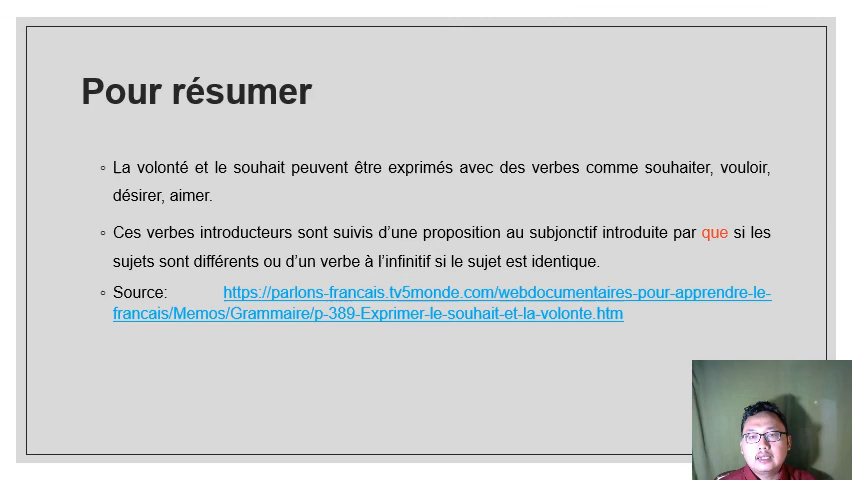 Pour résumer
La volonté et le souhait peuvent être exprimés avec des verbes comme souhaiter, vouloir,
désirer, aimer.
Ces verbes introducteurs sont suivis d’une proposition au subjonctif introduite par que si les
sujets sont différents ou d’un verbe à l’infinitif si le sujet est identique.
Source: https://parlons-francais.tv5monde.com/webdocumentaires-pour-apprendre-le-
francais/Memos/Grammaire/p-389-Exprimer-le-souhait-et-la-volonte.htm